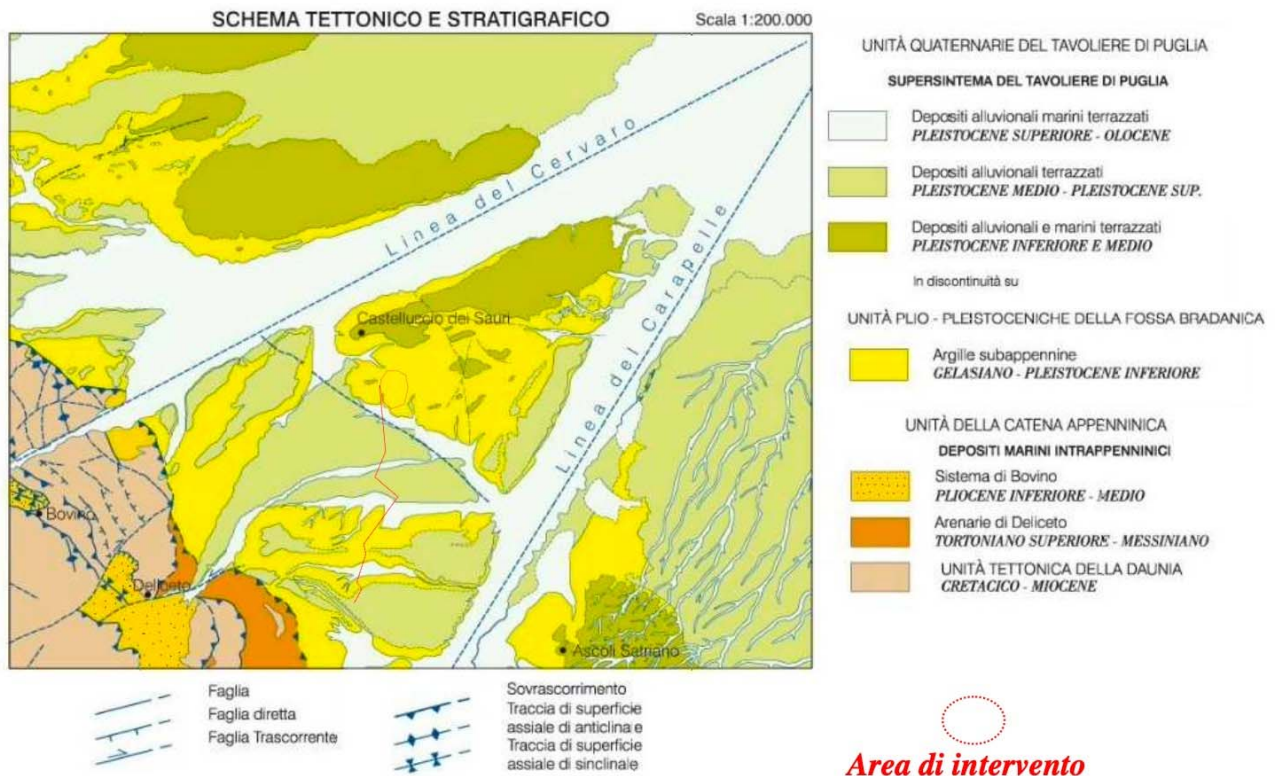 SCHEMA TETTONICO E STRATIGRAFICO
Scala 1:200.000
Linea del Cervaro
Linea del Carapelle
Castelluccio dei Sauri
Bovino
Deliceto
Ascoli Satriano
UNITÀ QUATERNARIE DEL TAVOLIERE DI PUGLIA
SUPERSINTEMA DEL TAVOLIERE DI PUGLIA
Depositi alluvionali marini terrazzati
PLEISTOCENE SUPERIORE - OLOCENE
Depositi alluvionali terrazzati
PLEISTOCENE MEDIO - PLEISTOCENE SUP.
Depositi alluvionali e marini terrazzati
PLEISTOCENE INFERIORE E MEDIO
In discontinuità su
UNITÀ PLIO - PLEISTOCENICHE DELLA FOSSA BRADANICA
Argille subappennine
GELASIANO - PLEISTOCENE INFERIORE
UNITÀ DELLA CATENA APPENNINICA
DEPOSITI MARINI INTRAPPENNINICI
Sistema di Bovino
PLIOCENE INFERIORE - MEDIO
Arenarie di Deliceto
TORTONIANO SUPERIORE - MESSINIANO
UNITÀ TETTONICA DELLA DAUNIA
CRETACICO - MIOCENE
Faglia
Faglia diretta
Faglia Trascorrente
Sovrascorrimento
Traccia di superficie
assiale di anticlinale
Traccia di superficie
assiale di sinclinale
Area di intervento